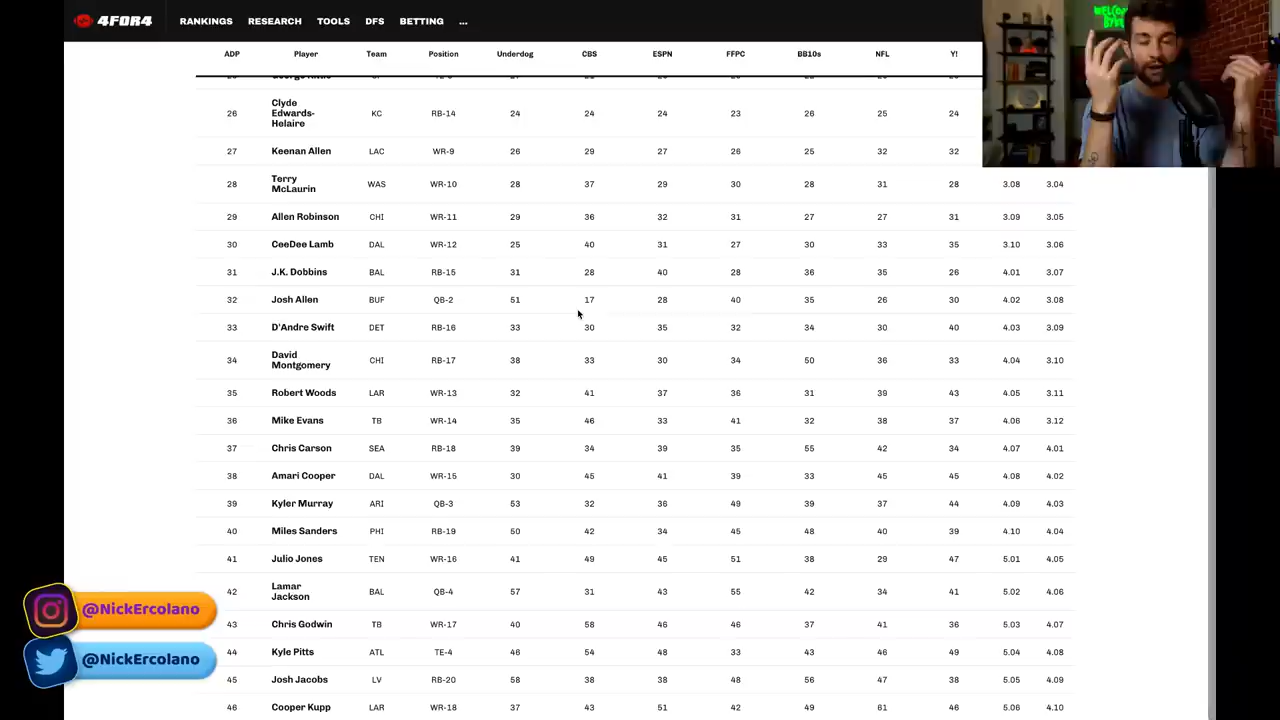 4FOR4 RANKINGS RESEARCH TOOLS DFS BETTING ...
WELCOME
ADP Player Team Position Underdog CBS ESPN FFPC BB10s NFL Y!
26 Clyde Edwards-Helaire KC RB-14 24 24 24 23 26 25 24
27 Keenan Allen LAC WR-9 26 29 27 26 25 32 32
28 Terry McLaurin WAS WR-10 28 37 29 30 28 31 28 3.08 3.04
29 Allen Robinson CHI WR-11 29 36 32 31 27 27 31 3.09 3.05
30 CeeDee Lamb DAL WR-12 25 40 31 27 30 33 35 3.10 3.06
31 J.K. Dobbins BAL RB-15 31 28 40 28 36 35 26 4.01 3.07
32 Josh Allen BUF QB-2 51 17 28 40 35 26 30 4.02 3.08
33 D'Andre Swift DET RB-16 33 30 35 32 34 30 40 4.03 3.09
34 David Montgomery CHI RB-17 38 33 30 34 50 36 33 4.04 3.10
35 Robert Woods LAR WR-13 32 41 37 36 31 39 43 4.05 3.11
36 Mike Evans TB WR-14 35 46 33 41 32 38 37 4.06 3.12
37 Chris Carson SEA RB-18 39 34 39 35 55 42 34 4.07 4.01
38 Amari Cooper DAL WR-15 30 45 41 39 33 45 45 4.08 4.02
39 Kyler Murray ARI QB-3 53 32 36 49 39 37 44 4.09 4.03
40 Miles Sanders PHI RB-19 50 42 34 45 48 40 39 4.10 4.04
41 Julio Jones TEN WR-16 41 49 45 51 38 29 47 5.01 4.05
42 Lamar Jackson BAL QB-4 57 31 43 55 42 34 41 5.02 4.06
43 Chris Godwin TB WR-17 40 58 46 46 37 41 36 5.03 4.07
44 Kyle Pitts ATL TE-4 46 54 48 33 43 46 49 5.04 4.08
45 Josh Jacobs LV RB-20 58 38 38 48 56 47 38 5.05 4.09
46 Cooper Kupp LAR WR-18 37 43 51 42 49 61 46 5.06 4.10
@NickErcolano
@NickErcolano